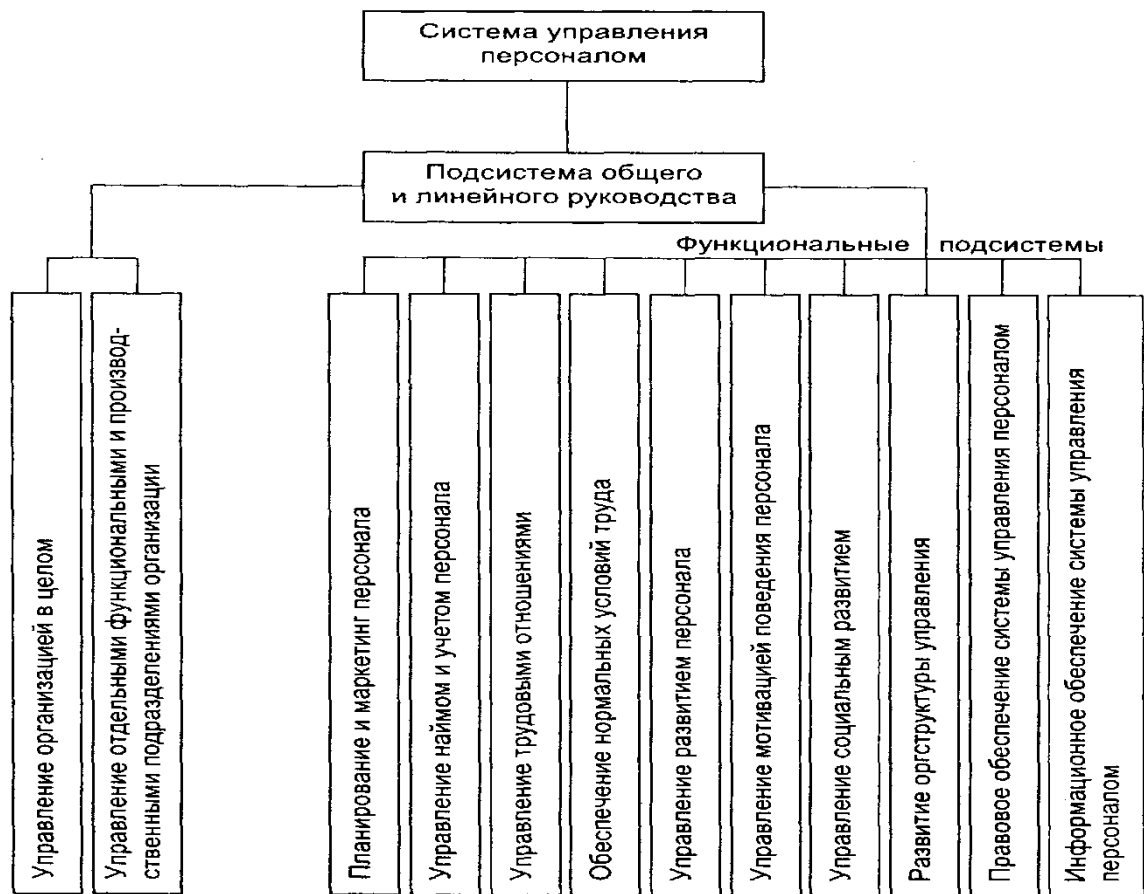 Система управления
персоналом
Подсистема общего
и линейного руководства
Функциональные подсистемы
Управление организацией в целом
Управление отдельными функциональными и производ-
ственными подразделениями организации
Планирование и маркетинг персонала
Управление наймом и учетом персонала
Управление трудовыми отношениями
Обеспечение нормальных условий труда
Управление развитием персонала
Управление мотивацией поведения персонала
Управление социальным развитием
Развитие оргструктуры управления
Правовое обеспечение системы управления персоналом
Информационное обеспечение системы управления
персоналом